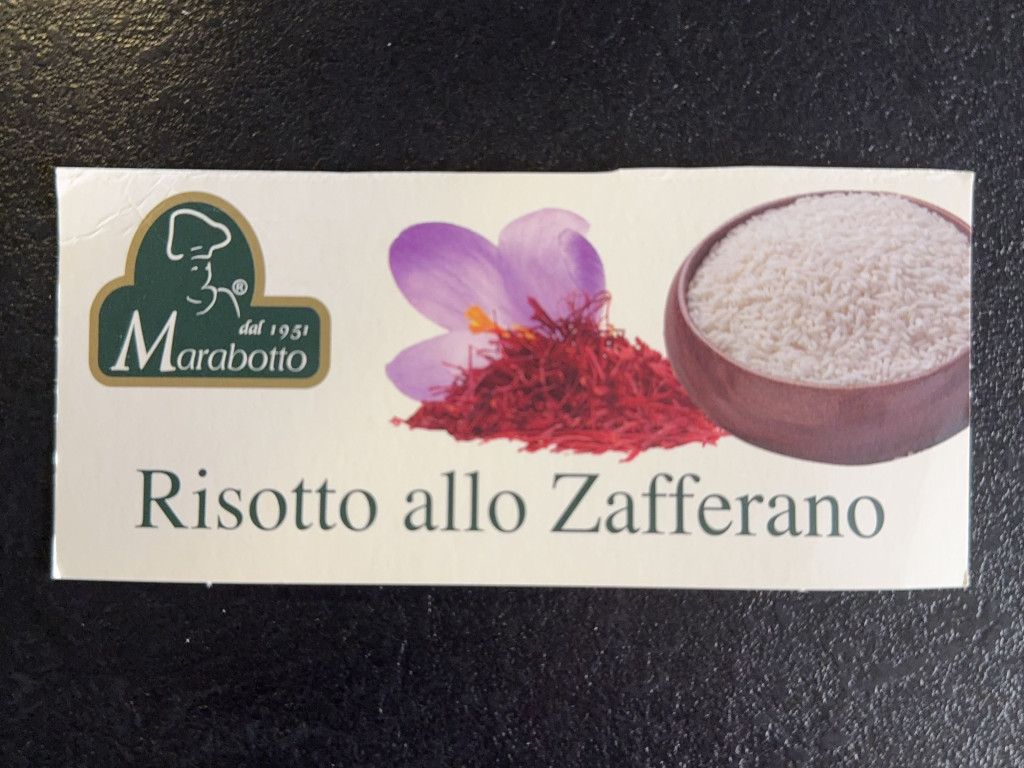 ®
dal 1951
Marabotto
Risotto allo Zafferano